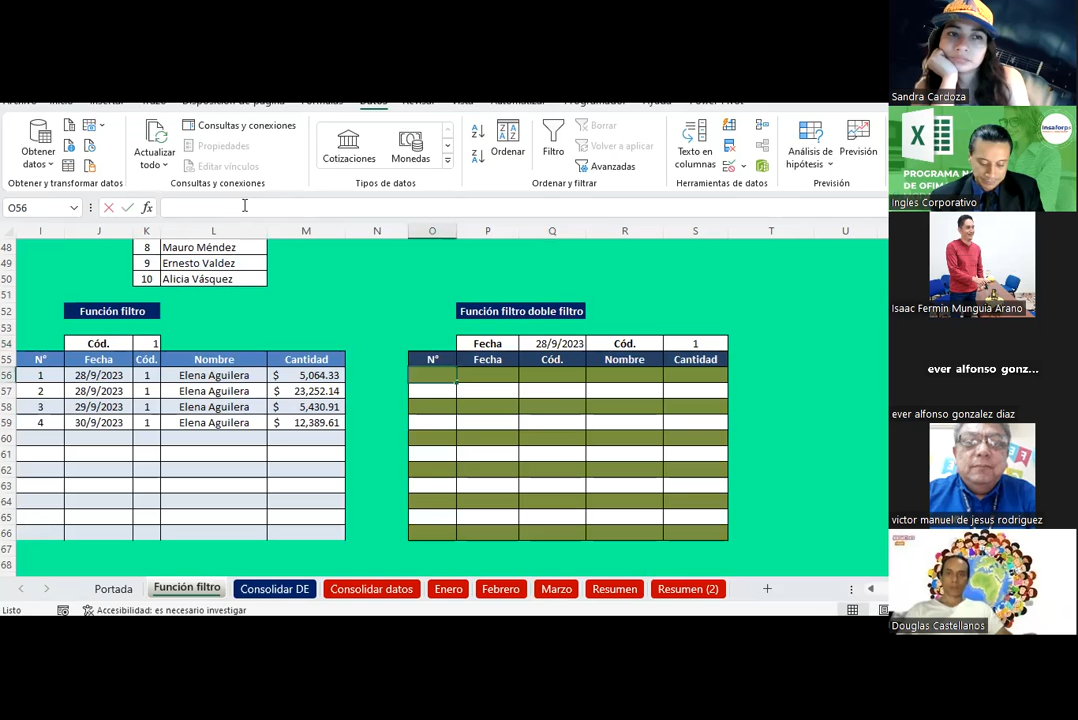 Datos
Obtener datos
Actualizar todo
Consultas y conexiones
Propiedades
Editar vínculos
Cotizaciones
Monedas
Ordenar
Filtro
Borrar
Volver a aplicar
Avanzadas
Texto en columnas
Análisis de hipótesis
Previsión
Obtener y transformar datos
Consultas y conexiones
Tipos de datos
Ordenar y filtrar
Herramientas de datos
Previsión
O56
fx
I J K L M N O P Q R S T U
48 8 Mauro Méndez
49 9 Ernesto Valdez
50 10 Alicia Vásquez
51
52 Función filtro Función filtro doble filtro
53
54 Cód. 1 Fecha 28/9/2023 Cód. 1
55 N° Fecha Cód. Nombre Cantidad N° Fecha Cód. Nombre Cantidad
56 1 28/9/2023 1 Elena Aguilera $ 5,064.33
57 2 28/9/2023 1 Elena Aguilera $ 23,252.14
58 3 29/9/2023 1 Elena Aguilera $ 5,430.91
59 4 30/9/2023 1 Elena Aguilera $ 12,389.61
60
61
62
63
64
65
66
67
68
Portada Función filtro Consolidar DE Consolidar datos Enero Febrero Marzo Resumen Resumen (2)
Listo Accesibilidad: es necesario investigar
Sandra Cardoza
X
insaforp
PROGRAMA N
DE OFIM
MODA
Ingles Corporativo
Isaac Fermin Munguia Arano
ever alfonso gonz...
ever alfonso gonzalez diaz
victor manuel de jesus rodriguez
Douglas Castellanos